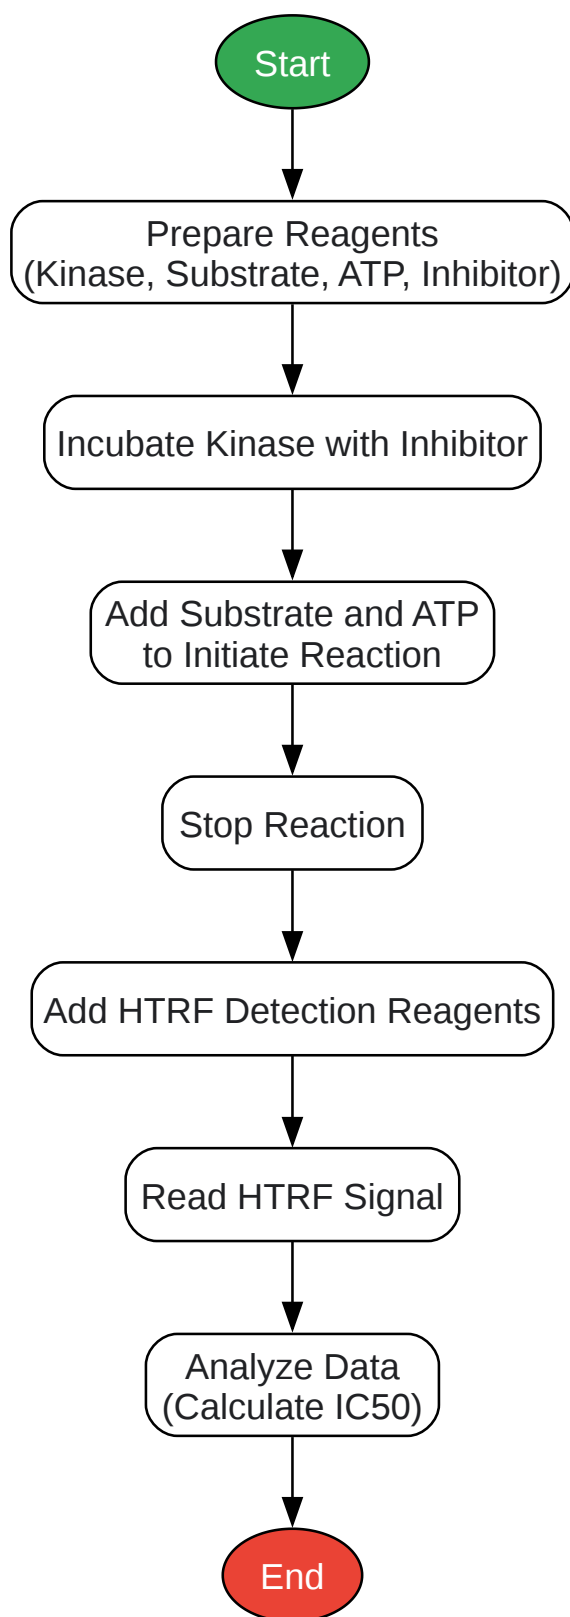 Start
Prepare Reagents
(Kinase, Substrate, ATP, Inhibitor)
Incubate Kinase with Inhibitor
Add Substrate and ATP
to Initiate Reaction
Stop Reaction
Add HTRF Detection Reagents
Read HTRF Signal
Analyze Data
(Calculate IC50)
End